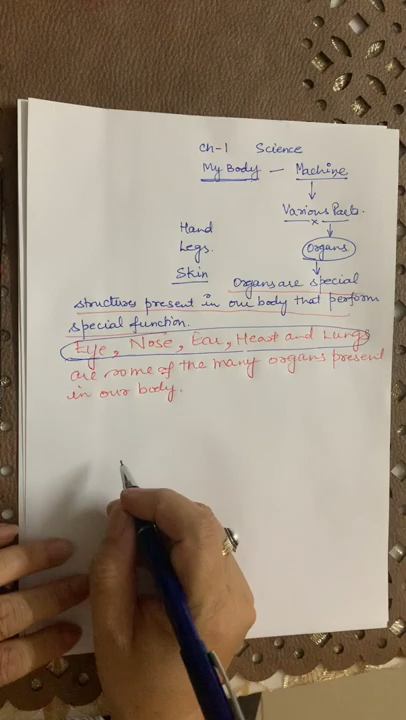 Ch-1 Science
My Body — Machine
Various Parts.
Hand
Legs.
Organs
Skin
Organs are special
structures present in our body that perform
special function.
Eye, Nose, Ear, Heart and Lungs
are some of the many organs present
in our body.